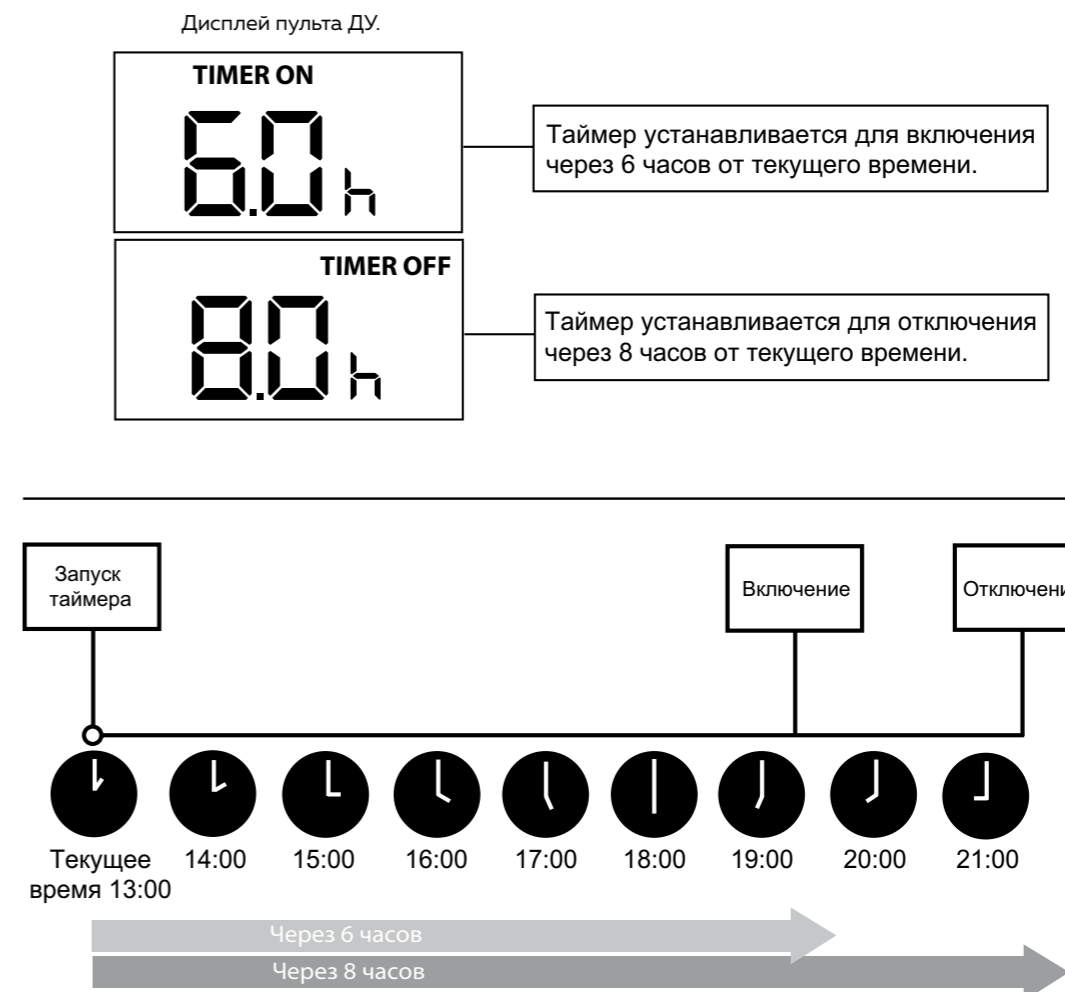 Дисплей пульта ДУ.
TIMER ON
6.0 h
Таймер устанавливается для включения
через 6 часов от текущего времени.
TIMER OFF
8.0 h
Таймер устанавливается для отключения
через 8 часов от текущего времени.
Запуск
таймера
Включение
Отключени
Текущее
время 13:00
14:00
15:00
16:00
17:00
18:00
19:00
20:00
21:00
Через 6 часов
Через 8 часов